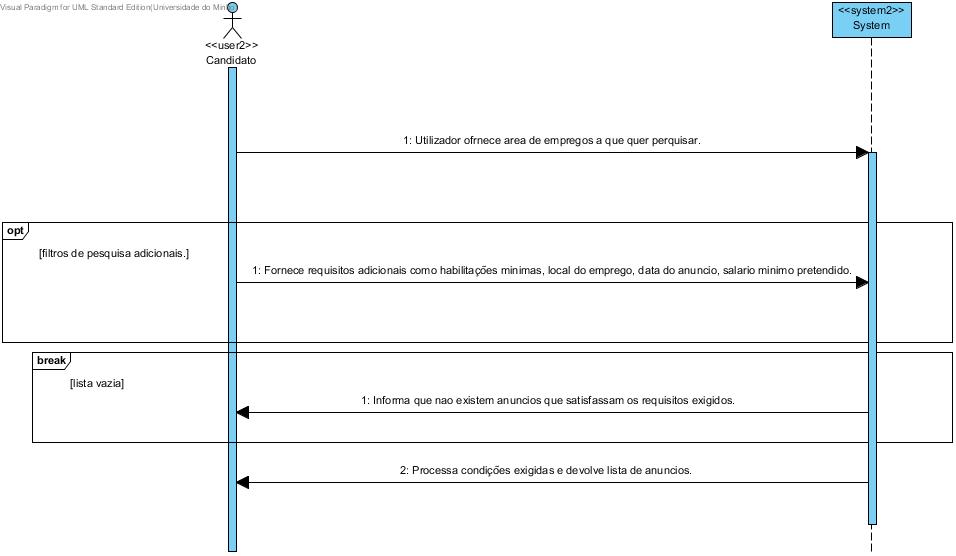 Visual Paradigm for UML Standard Edition(Universidade do Minho)
<<user2>>
Candidato
<<system2>>
System
1: Utilizador ofrnece area de empregos a que quer perquisar.
opt
[filtros de pesquisa adicionais.]
1: Fornece requisitos adicionais como habilitações minimas, local do emprego, data do anuncio, salario minimo pretendido.
break
[lista vazia]
1: Informa que nao existem anuncios que satisfassam os requisitos exigidos.
2: Processa condições exigidas e devolve lista de anuncios.